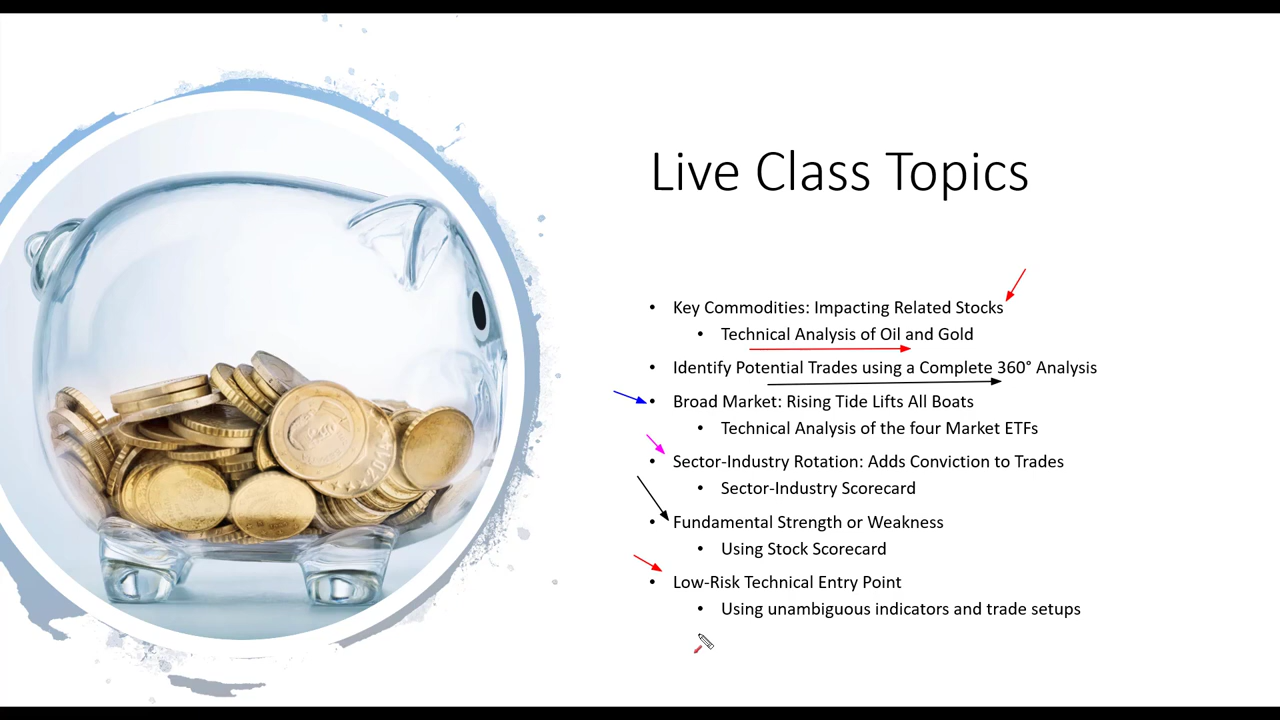 Live Class Topics
• Key Commodities: Impacting Related Stocks
• Technical Analysis of Oil and Gold
• Identify Potential Trades using a Complete 360° Analysis
• Broad Market: Rising Tide Lifts All Boats
• Technical Analysis of the four Market ETFs
• Sector-Industry Rotation: Adds Conviction to Trades
• Sector-Industry Scorecard
• Fundamental Strength or Weakness
• Using Stock Scorecard
• Low-Risk Technical Entry Point
• Using unambiguous indicators and trade setups